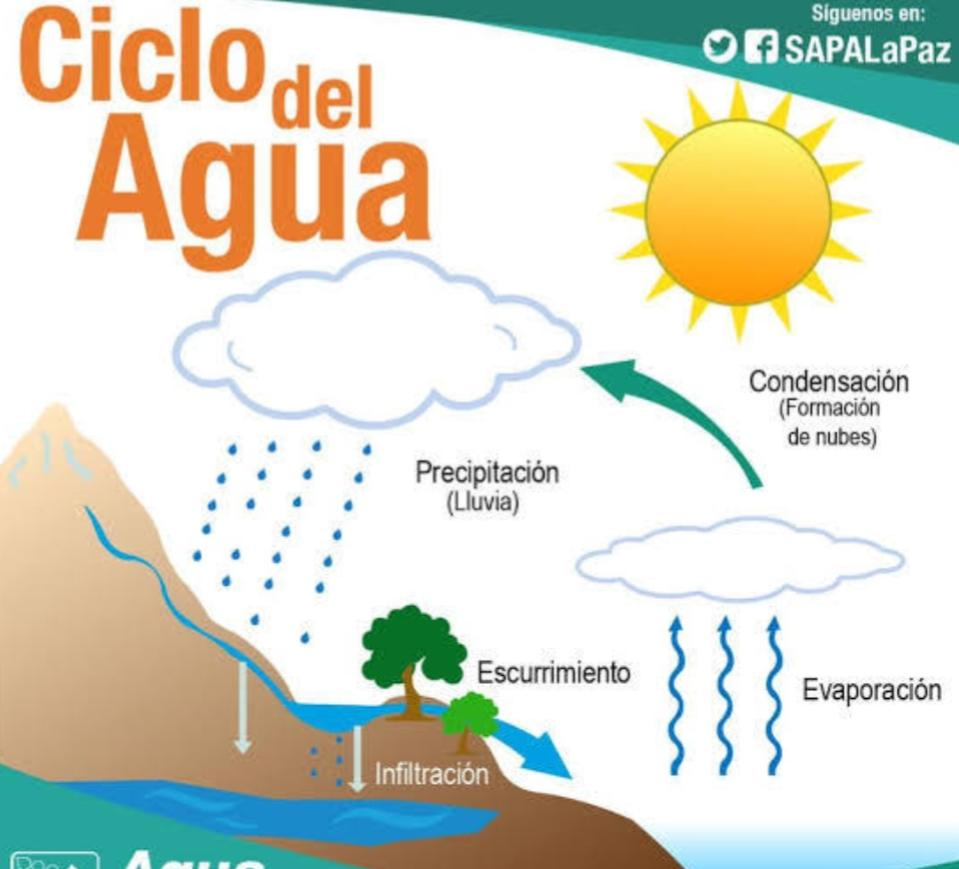 Ciclo del
Agua
Síguenos en:
SAPALaPaz
Condensación
(Formación
de nubes)
Precipitación
(Lluvia)
Escurrimiento
Evaporación
Infiltración
Agua